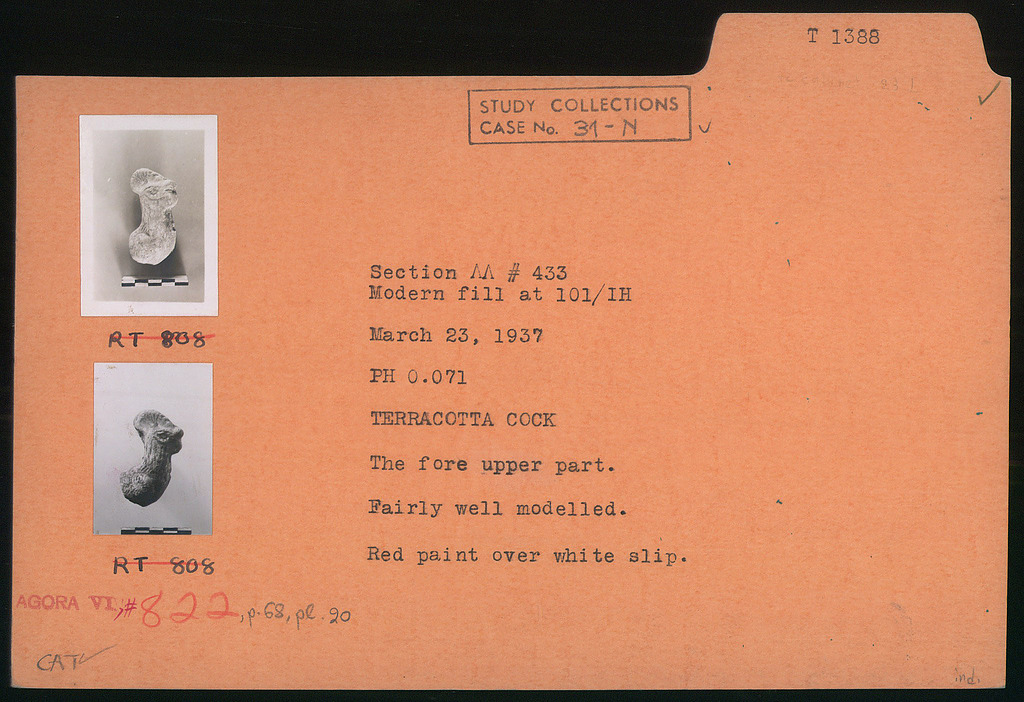 T 1388
STUDY COLLECTIONS
CASE No. 31-N
RT 808
Section ΛΛ # 433
Modern fill at 101/IH
March 23, 1937
PH 0.071
TERRACOTTA COCK
The fore upper part.
Fairly well modelled.
Red paint over white slip.
RT 808
AGORA VI, #822, p.68, pl. 20
CAT
ind.